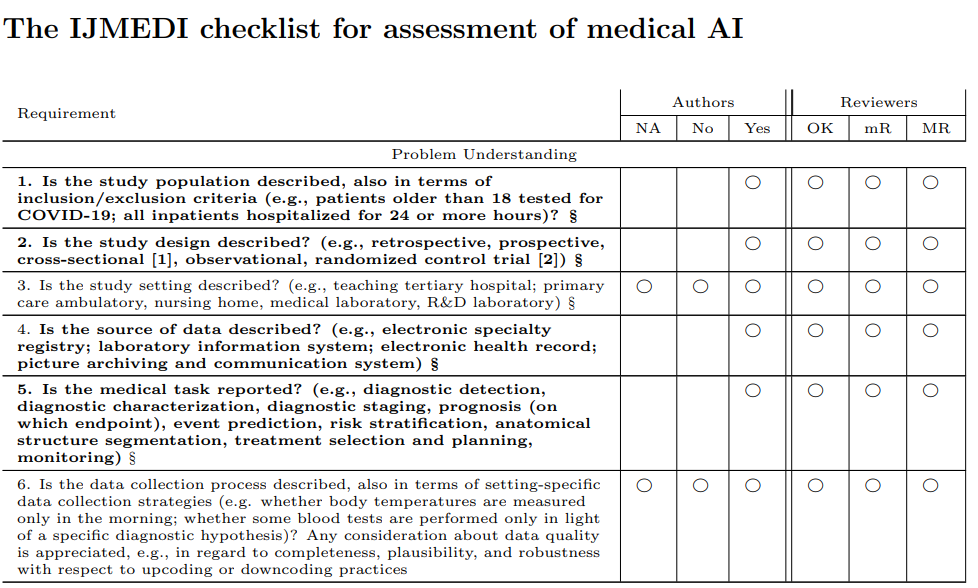 The IJMEDI checklist for assessment of medical AI
Requirement
Authors
Reviewers
NA
No
Yes
OK
mR
MR
Problem Understanding
1. Is the study population described, also in terms of
inclusion/exclusion criteria (e.g., patients older than 18 tested for
COVID-19; all inpatients hospitalized for 24 or more hours)? §
2. Is the study design described? (e.g., retrospective, prospective,
cross-sectional [1], observational, randomized control trial [2]) §
3. Is the study setting described? (e.g., teaching tertiary hospital; primary
care ambulatory, nursing home, medical laboratory, R&D laboratory) §
4. Is the source of data described? (e.g., electronic specialty
registry; laboratory information system; electronic health record;
picture archiving and communication system) §
5. Is the medical task reported? (e.g., diagnostic detection,
diagnostic characterization, diagnostic staging, prognosis (on
which endpoint), event prediction, risk stratification, anatomical
structure segmentation, treatment selection and planning,
monitoring) §
6. Is the data collection process described, also in terms of setting-specific
data collection strategies (e.g. whether body temperatures are measured
only in the morning; whether some blood tests are performed only in light
of a specific diagnostic hypothesis)? Any consideration about data quality
is appreciated, e.g., in regard to completeness, plausibility, and robustness
with respect to upcoding or downcoding practices